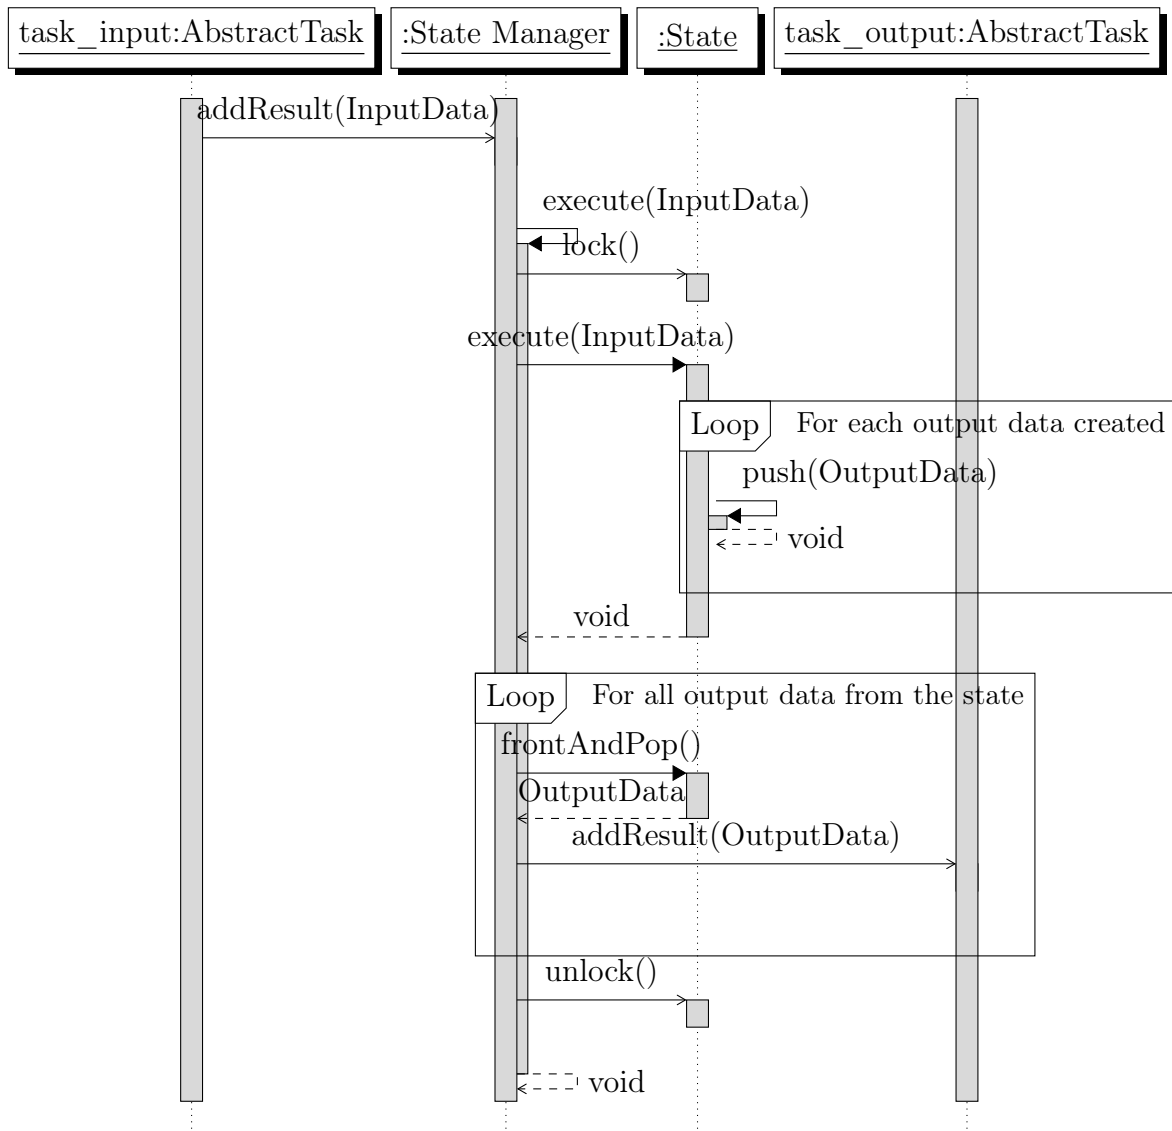 task_input:AbstractTask
:State Manager
:State
task_output:AbstractTask
addResult(InputData)
execute(InputData)
lock()
execute(InputData)
Loop
For each output data created
push(OutputData)
void
void
Loop
For all output data from the state
frontAndPop()
OutputData
addResult(OutputData)
unlock()
void